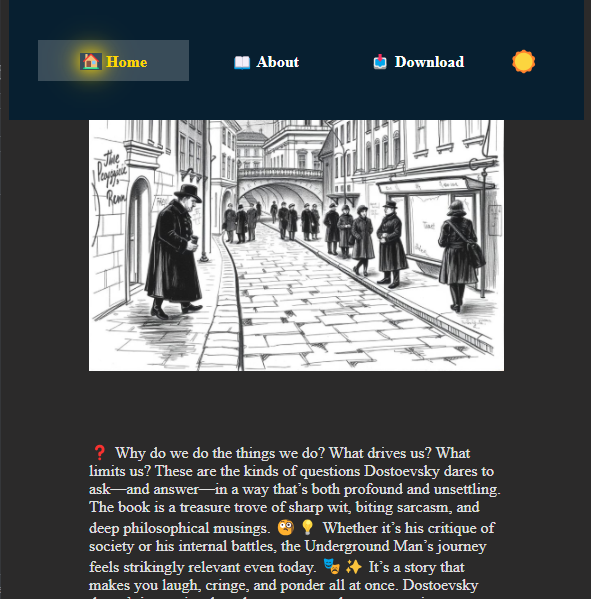 Home
About
Download
❓ Why do we do the things we do? What drives us? What
limits us? These are the kinds of questions Dostoevsky dares to
ask—and answer—in a way that’s both profound and unsettling.
The book is a treasure trove of sharp wit, biting sarcasm, and
deep philosophical musings. 🧐 💡 Whether it’s his critique of
society or his internal battles, the Underground Man’s journey
feels strikingly relevant even today. 🎭 ✨ It’s a story that
makes you laugh, cringe, and ponder all at once. Dostoevsky